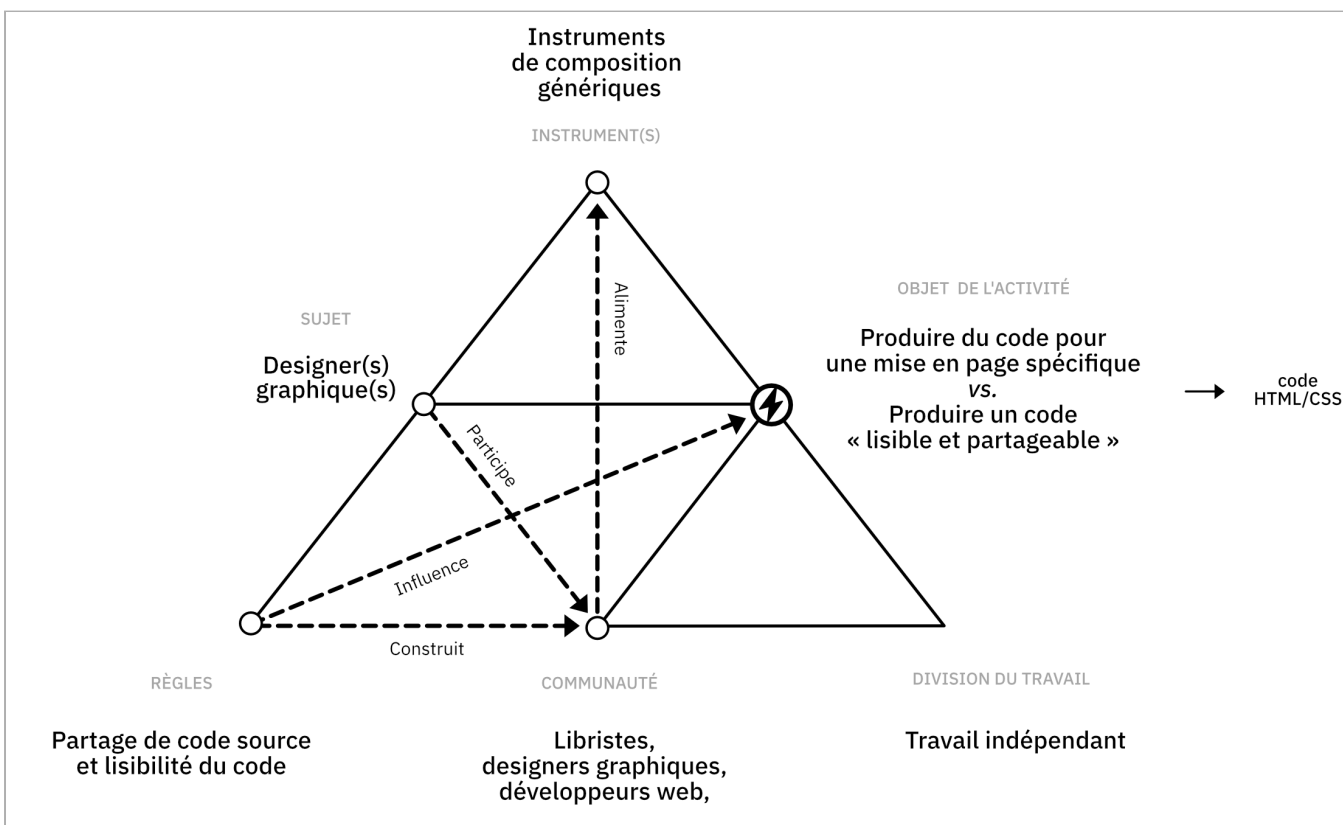 Instruments
de composition
génériques
INSTRUMENT(S)
Alimente
OBJET DE L'ACTIVITÉ
SUJET
Produire du code pour
une mise en page spécifique
vs.
Produire un code
« lisible et partageable »
code
HTML/CSS
Designer(s)
graphique(s)
Participe
Influence
Construit
RÈGLES
COMMUNAUTÉ
DIVISION DU TRAVAIL
Partage de code source
et lisibilité du code
Libristes,
designers graphiques,
développeurs web,
Travail indépendant